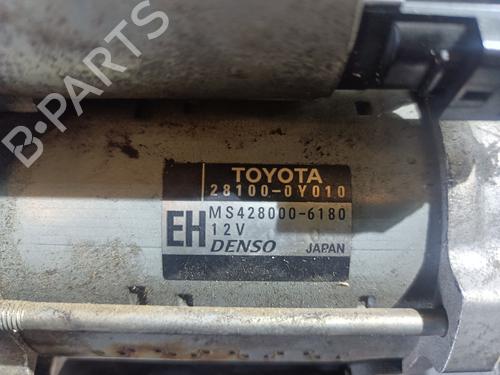 B-PARTS
TOYOTA
28100-0Y010
EH MS428000-6180
12V
DENSO JAPAN